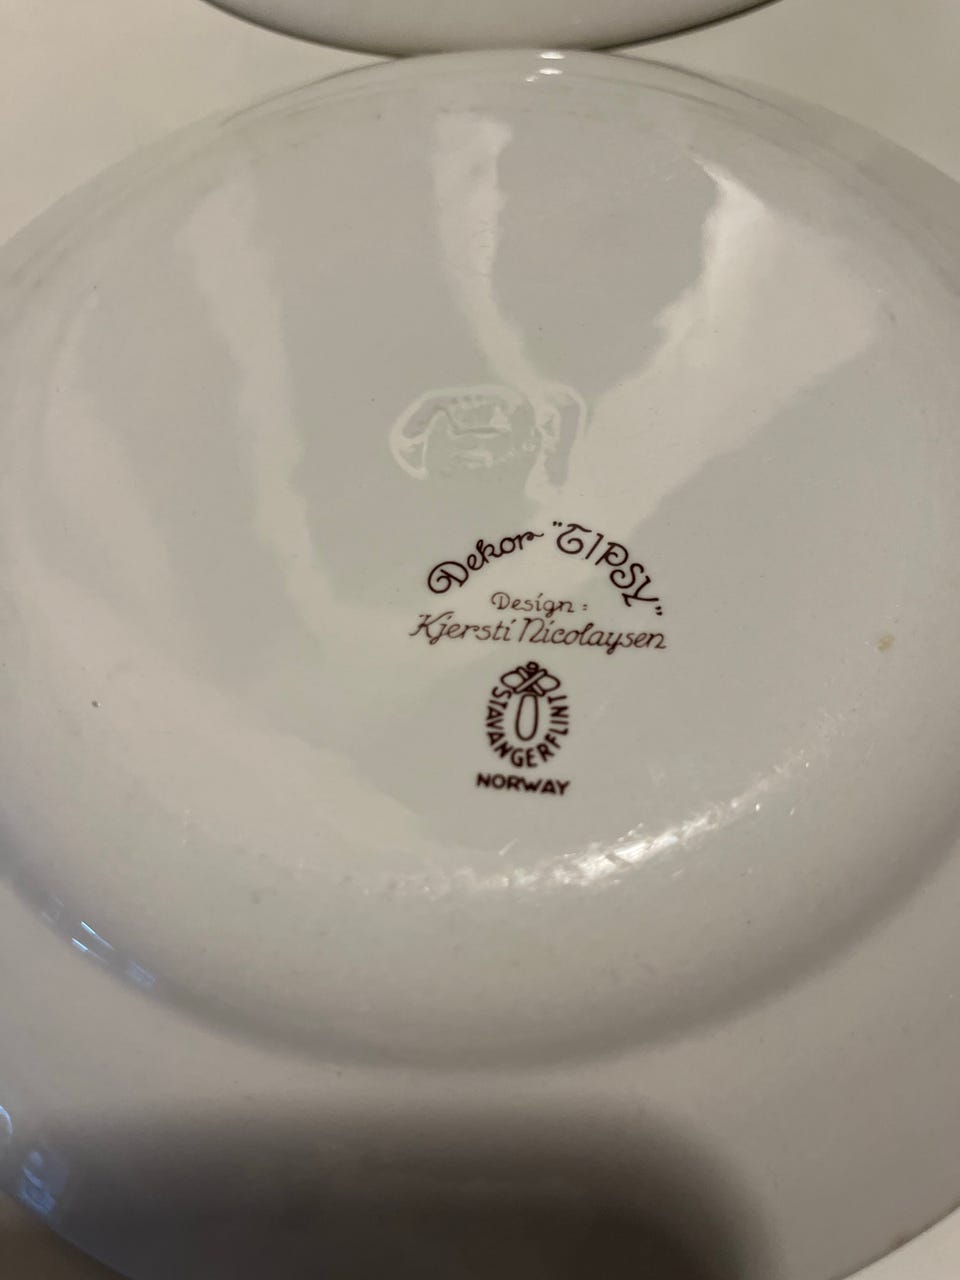 Dekor "TIPSY"
Design:
Kjersti Nicolaysen
STAVANGERFLINT
NORWAY